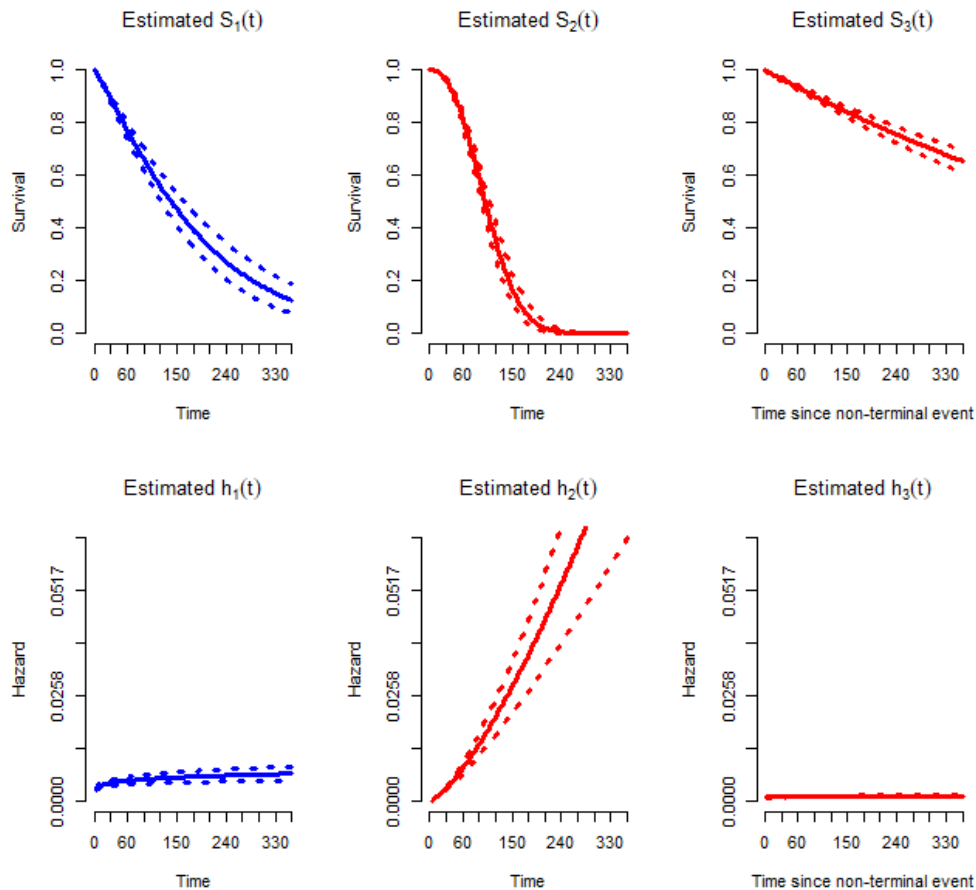 Estimated S₁(t)
Estimated S₂(t)
Estimated S₃(t)
Survival
0.0 0.2 0.4 0.6 0.8 1.0
0 60 150 240 330
Time
Survival
0.0 0.2 0.4 0.6 0.8 1.0
0 60 150 240 330
Time
Survival
0.0 0.2 0.4 0.6 0.8 1.0
0 60 150 240 330
Time since non-terminal event
Estimated h₁(t)
Estimated h₂(t)
Estimated h₃(t)
Hazard
0.0000 0.0258 0.0517
0 60 150 240 330
Time
Hazard
0.0000 0.0258 0.0517
0 60 150 240 330
Time
Hazard
0.0000 0.0258 0.0517
0 60 150 240 330
Time since non-terminal event